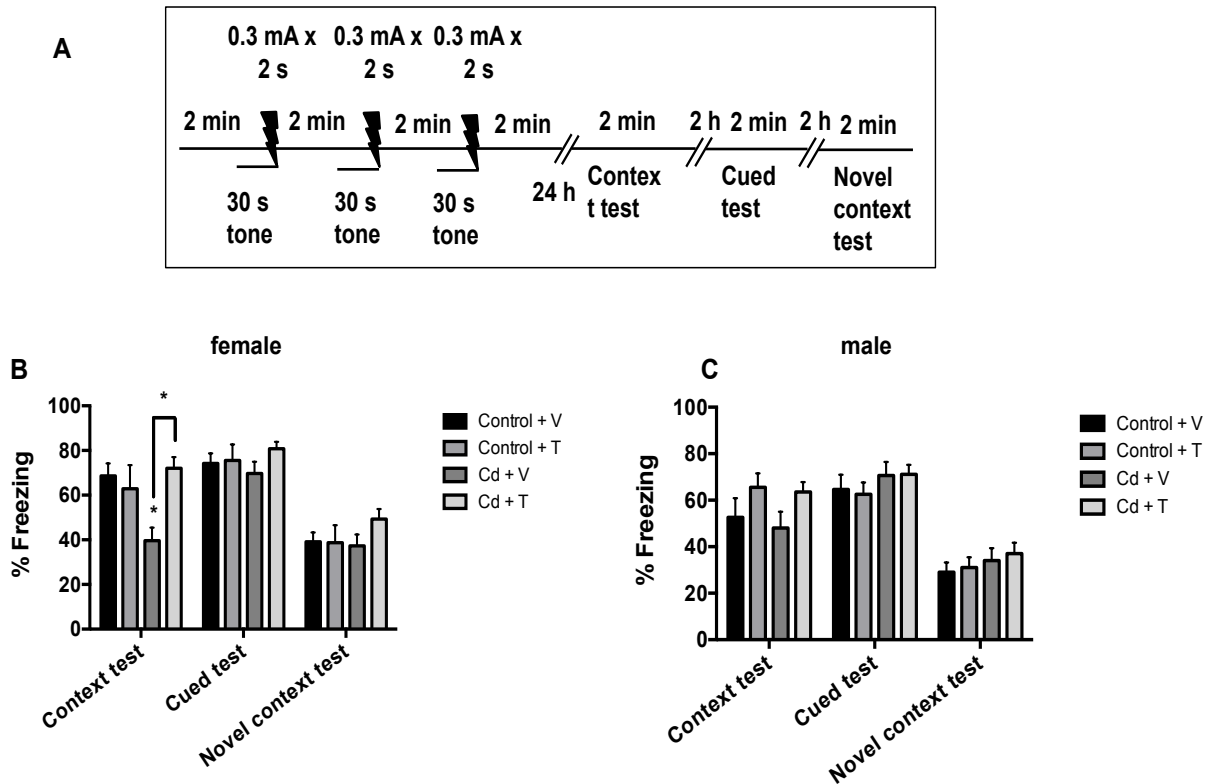 A
0.3 mA x 0.3 mA x 0.3 mA x
2 s 2 s 2 s
2 min 2 min 2 min 2 min 2 min 2 h 2 min 2 h 2 min
30 s 30 s 30 s 24 h Contex Cued Novel
tone tone tone t test test context
test
B
female
% Freezing
100
80
60
40
20
0
*
*
Context test
Cued test
Novel context test
Control + V
Control + T
Cd + V
Cd + T
C
male
% Freezing
100
80
60
40
20
0
Context test
Cued test
Novel context test
Control + V
Control + T
Cd + V
Cd + T